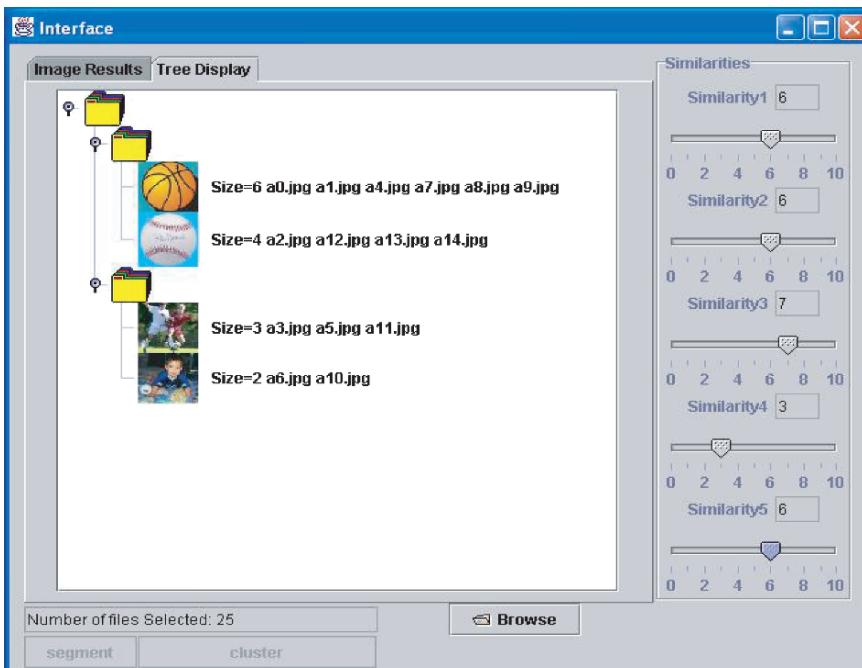 Interface
Image Results Tree Display
Size=6 a0.jpg a1.jpg a4.jpg a7.jpg a8.jpg a9.jpg
Size=4 a2.jpg a12.jpg a13.jpg a14.jpg
Size=3 a3.jpg a5.jpg a11.jpg
Size=2 a6.jpg a10.jpg
Similarities
Similarity1 6
0 2 4 6 8 10
Similarity2 6
0 2 4 6 8 10
Similarity3 7
0 2 4 6 8 10
Similarity4 3
0 2 4 6 8 10
Similarity5 6
0 2 4 6 8 10
Number of files Selected: 25
Browse
segment cluster